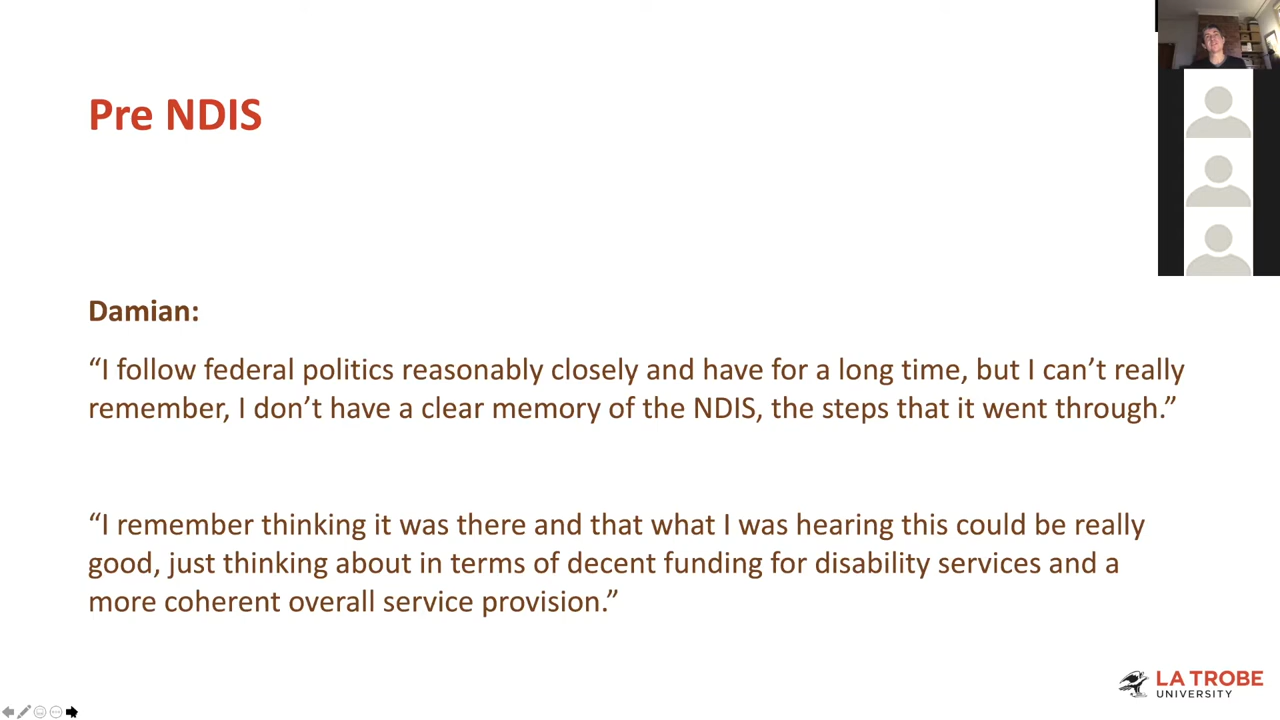 Pre NDIS
Damian:
“I follow federal politics reasonably closely and have for a long time, but I can’t really
remember, I don’t have a clear memory of the NDIS, the steps that it went through.”
“I remember thinking it was there and that what I was hearing this could be really
good, just thinking about in terms of decent funding for disability services and a
more coherent overall service provision.”
LA TROBE
UNIVERSITY